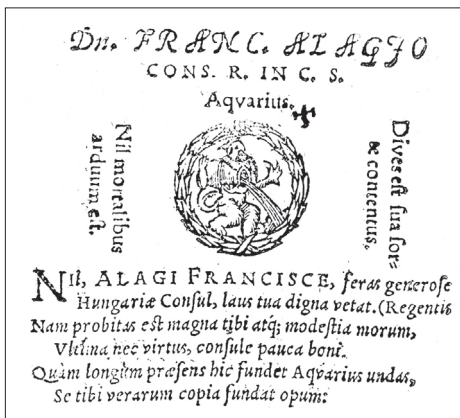 Dn. FRANC. ALAGJO
CONS. R. IN C. S.
Aqvarius.
Nil mortalibus
arduum est.
Dives est sua sor-
& contentus.
NIl, ALAGI FRANCISCE, feras generose
Hungariæ Consul, laus tua digna vetat. (Regentis
Nam probitas est magna tibi atq; modestia morum,
Vltima nec virtus, consule pauca boni.
Quàm longùm præsens hic fundet Aqvarius undas,
Se tibi verarum copia fundat opum: